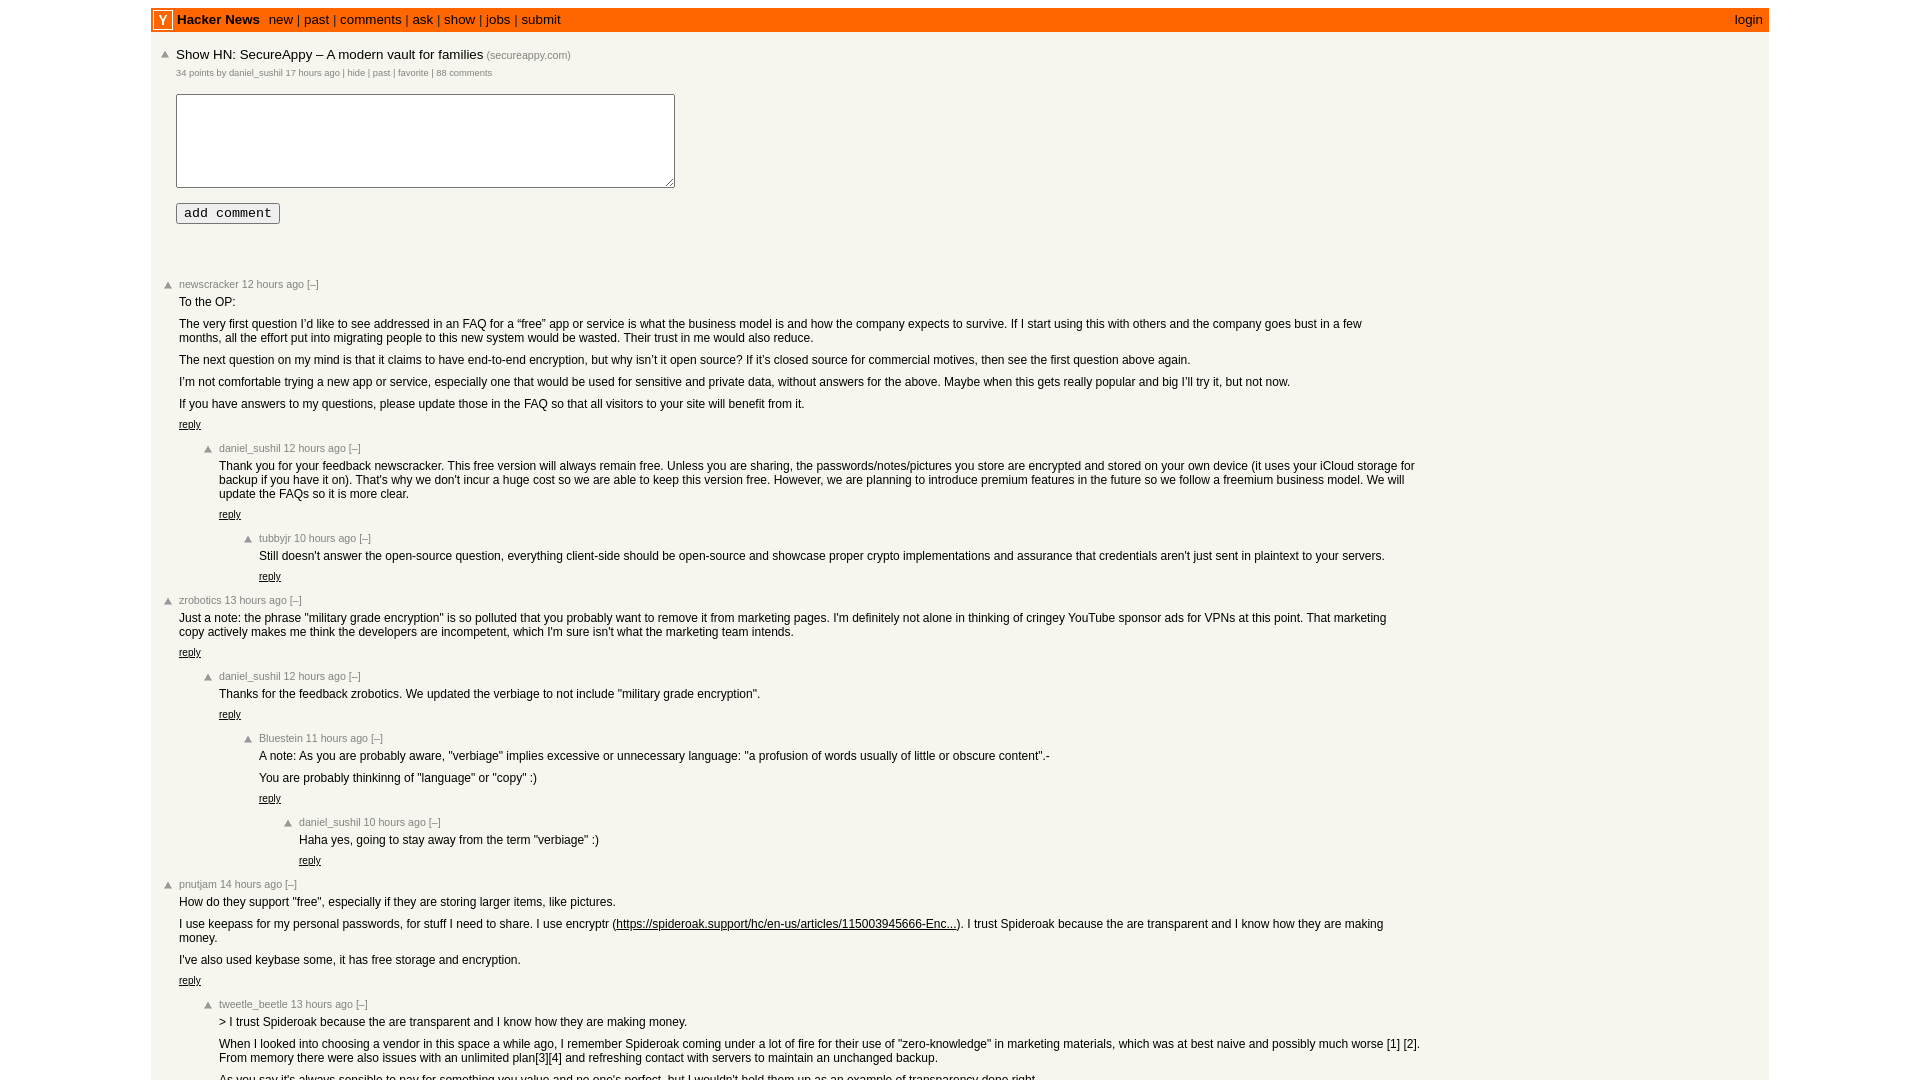 Y Hacker News new | past | comments | ask | show | jobs | submit login
Show HN: SecureAppy – A modern vault for families (secureappy.com)
34 points by daniel_sushil 17 hours ago | hide | past | favorite | 88 comments
add comment
newscracker 12 hours ago [–]
To the OP:
The very first question I’d like to see addressed in an FAQ for a “free” app or service is what the business model is and how the company expects to survive. If I start using this with others and the company goes bust in a few
months, all the effort put into migrating people to this new system would be wasted. Their trust in me would also reduce.
The next question on my mind is that it claims to have end-to-end encryption, but why isn’t it open source? If it’s closed source for commercial motives, then see the first question above again.
I’m not comfortable trying a new app or service, especially one that would be used for sensitive and private data, without answers for the above. Maybe when this gets really popular and big I’ll try it, but not now.
If you have answers to my questions, please update those in the FAQ so that all visitors to your site will benefit from it.
reply
daniel_sushil 12 hours ago [–]
Thank you for your feedback newscracker. This free version will always remain free. Unless you are sharing, the passwords/notes/pictures you store are encrypted and stored on your own device (it uses your iCloud storage for
backup if you have it on). That's why we don't incur a huge cost so we are able to keep this version free. However, we are planning to introduce premium features in the future so we follow a freemium business model. We will
update the FAQs so it is more clear.
reply
tubbyjr 10 hours ago [–]
Still doesn't answer the open-source question, everything client-side should be open-source and showcase proper crypto implementations and assurance that credentials aren't just sent in plaintext to your servers.
reply
zrobotics 13 hours ago [–]
Just a note: the phrase "military grade encryption" is so polluted that you probably want to remove it from marketing pages. I'm definitely not alone in thinking of cringey YouTube sponsor ads for VPNs at this point. That marketing
copy actively makes me think the developers are incompetent, which I'm sure isn't what the marketing team intends.
reply
daniel_sushil 12 hours ago [–]
Thanks for the feedback zrobotics. We updated the verbiage to not include "military grade encryption".
reply
Bluestein 11 hours ago [–]
A note: As you are probably aware, "verbiage" implies excessive or unnecessary language: "a profusion of words usually of little or obscure content".-
You are probably thinkinng of "language" or "copy" :)
reply
daniel_sushil 10 hours ago [–]
Haha yes, going to stay away from the term "verbiage" :)
reply
pnutjam 14 hours ago [–]
How do they support "free", especially if they are storing larger items, like pictures.
I use keepass for my personal passwords, for stuff I need to share. I use encryptr (https://spideroak.support/hc/en-us/articles/115003945666-Enc...). I trust Spideroak because the are transparent and I know how they are making
money.
I've also used keybase some, it has free storage and encryption.
reply
tweetle_beetle 13 hours ago [–]
> I trust Spideroak because the are transparent and I know how they are making money.
When I looked into choosing a vendor in this space a while ago, I remember Spideroak coming under a lot of fire for their use of "zero-knowledge" in marketing materials, which was at best naive and possibly much worse [1] [2].
From memory there were also issues with an unlimited plan[3][4] and refreshing contact with servers to maintain an unchanged backup.
As you say it's always sensible to pay for something you value and no one's perfect, but I wouldn't hold them up as an example of transparency done right.